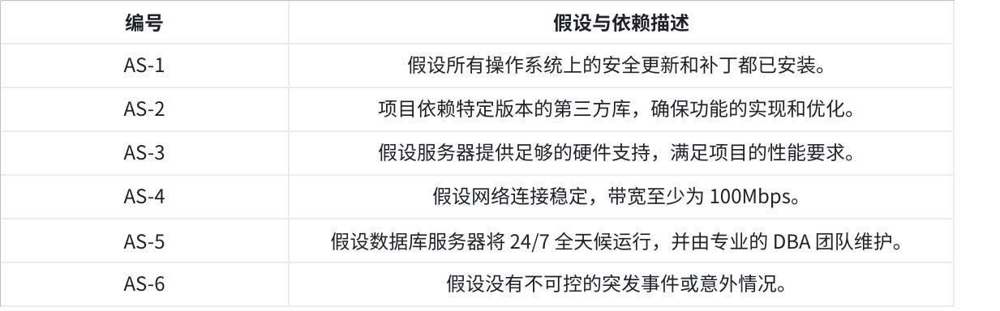 编号 假设与依赖描述
AS-1 假设所有操作系统上的安全更新和补丁都已安装。
AS-2 项目依赖特定版本的第三方库，确保功能的实现和优化。
AS-3 假设服务器提供足够的硬件支持，满足项目的性能要求。
AS-4 假设网络连接稳定，带宽至少为 100Mbps。
AS-5 假设数据库服务器将 24/7 全天候运行，并由专业的 DBA 团队维护。
AS-6 假设没有不可控的突发事件或意外情况。